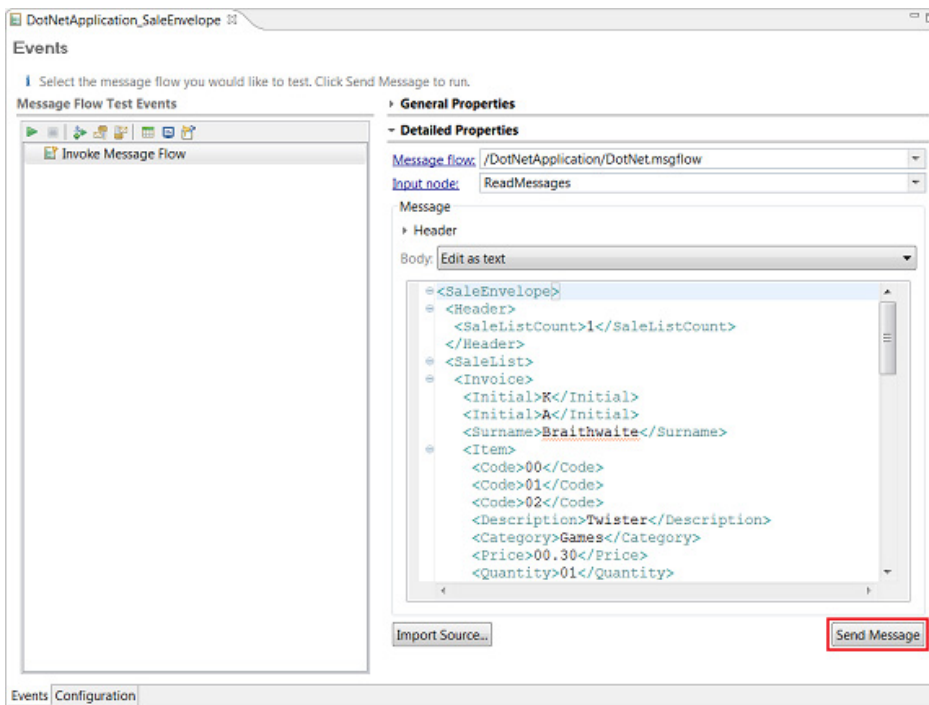 DotNetApplication_SaleEnvelope
Events
Select the message flow you would like to test. Click Send Message to run.
Message Flow Test Events
Invoke Message Flow
General Properties
Detailed Properties
Message flow: /DotNetApplication/DotNet.msgflow
Input node: ReadMessages
Message
Header
Body: Edit as text
<SaleEnvelope>
<Header>
<SaleListCount>1</SaleListCount>
</Header>
<SaleList>
<Invoice>
<Initial>K</Initial>
<Initial>A</Initial>
<Surname>Braithwaite</Surname>
<Item>
<Code>00</Code>
<Code>01</Code>
<Code>02</Code>
<Description>Twister</Description>
<Category>Games</Category>
<Price>00.30</Price>
<Quantity>01</Quantity>
Import Source...
Send Message
Events Configuration